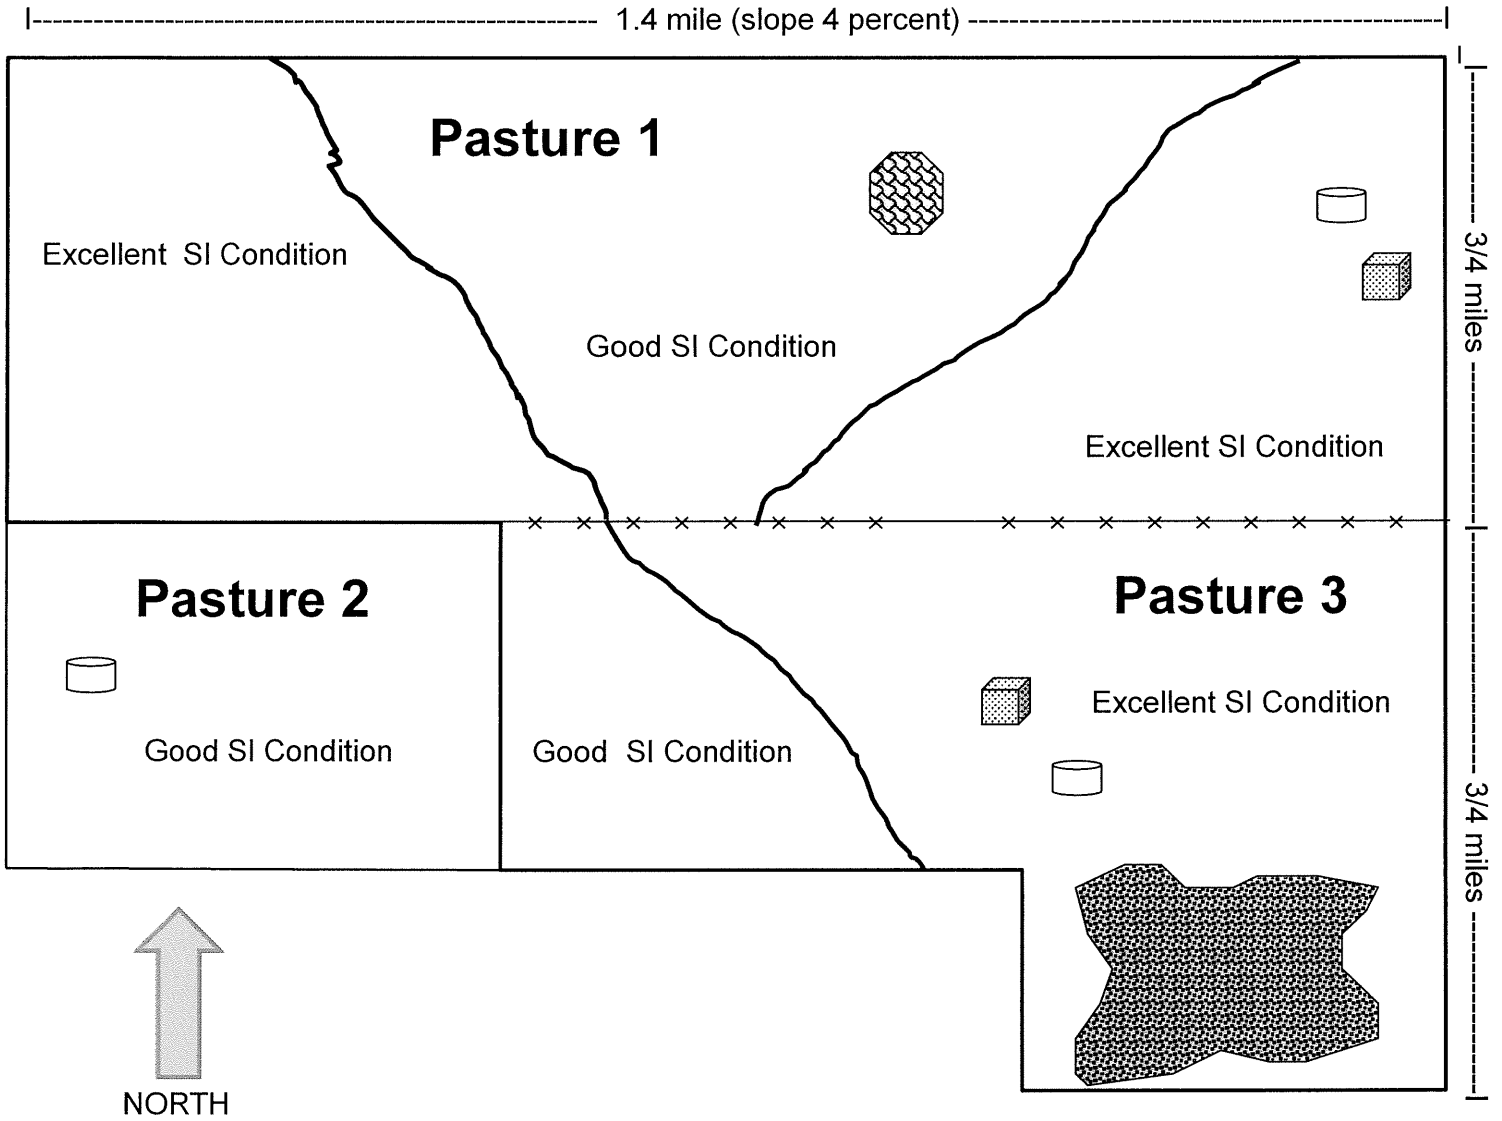 1.4 mile (slope 4 percent)
Pasture 1
Excellent SI Condition
3/4 miles
Good SI Condition
Excellent SI Condition
Pasture 2
Pasture 3
Excellent SI Condition
Good SI Condition
Good SI Condition
3/4 miles
NORTH